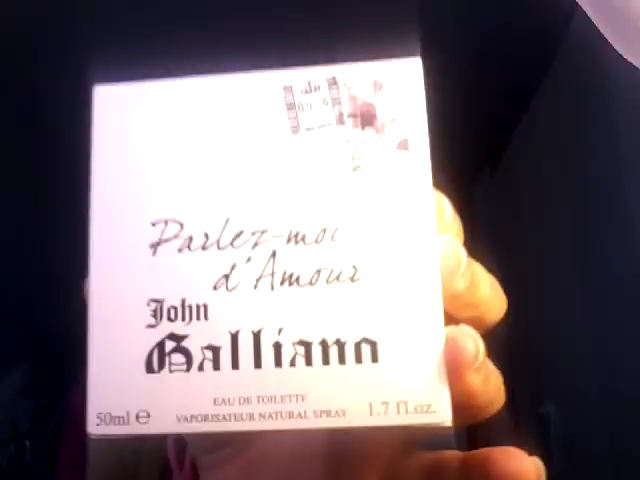 Parlez-moi
d'Amour
John
Galliano
EAU DE TOILETTE
50ml ℮ VAPORISATEUR NATURAL SPRAY 1.7 fl.oz.